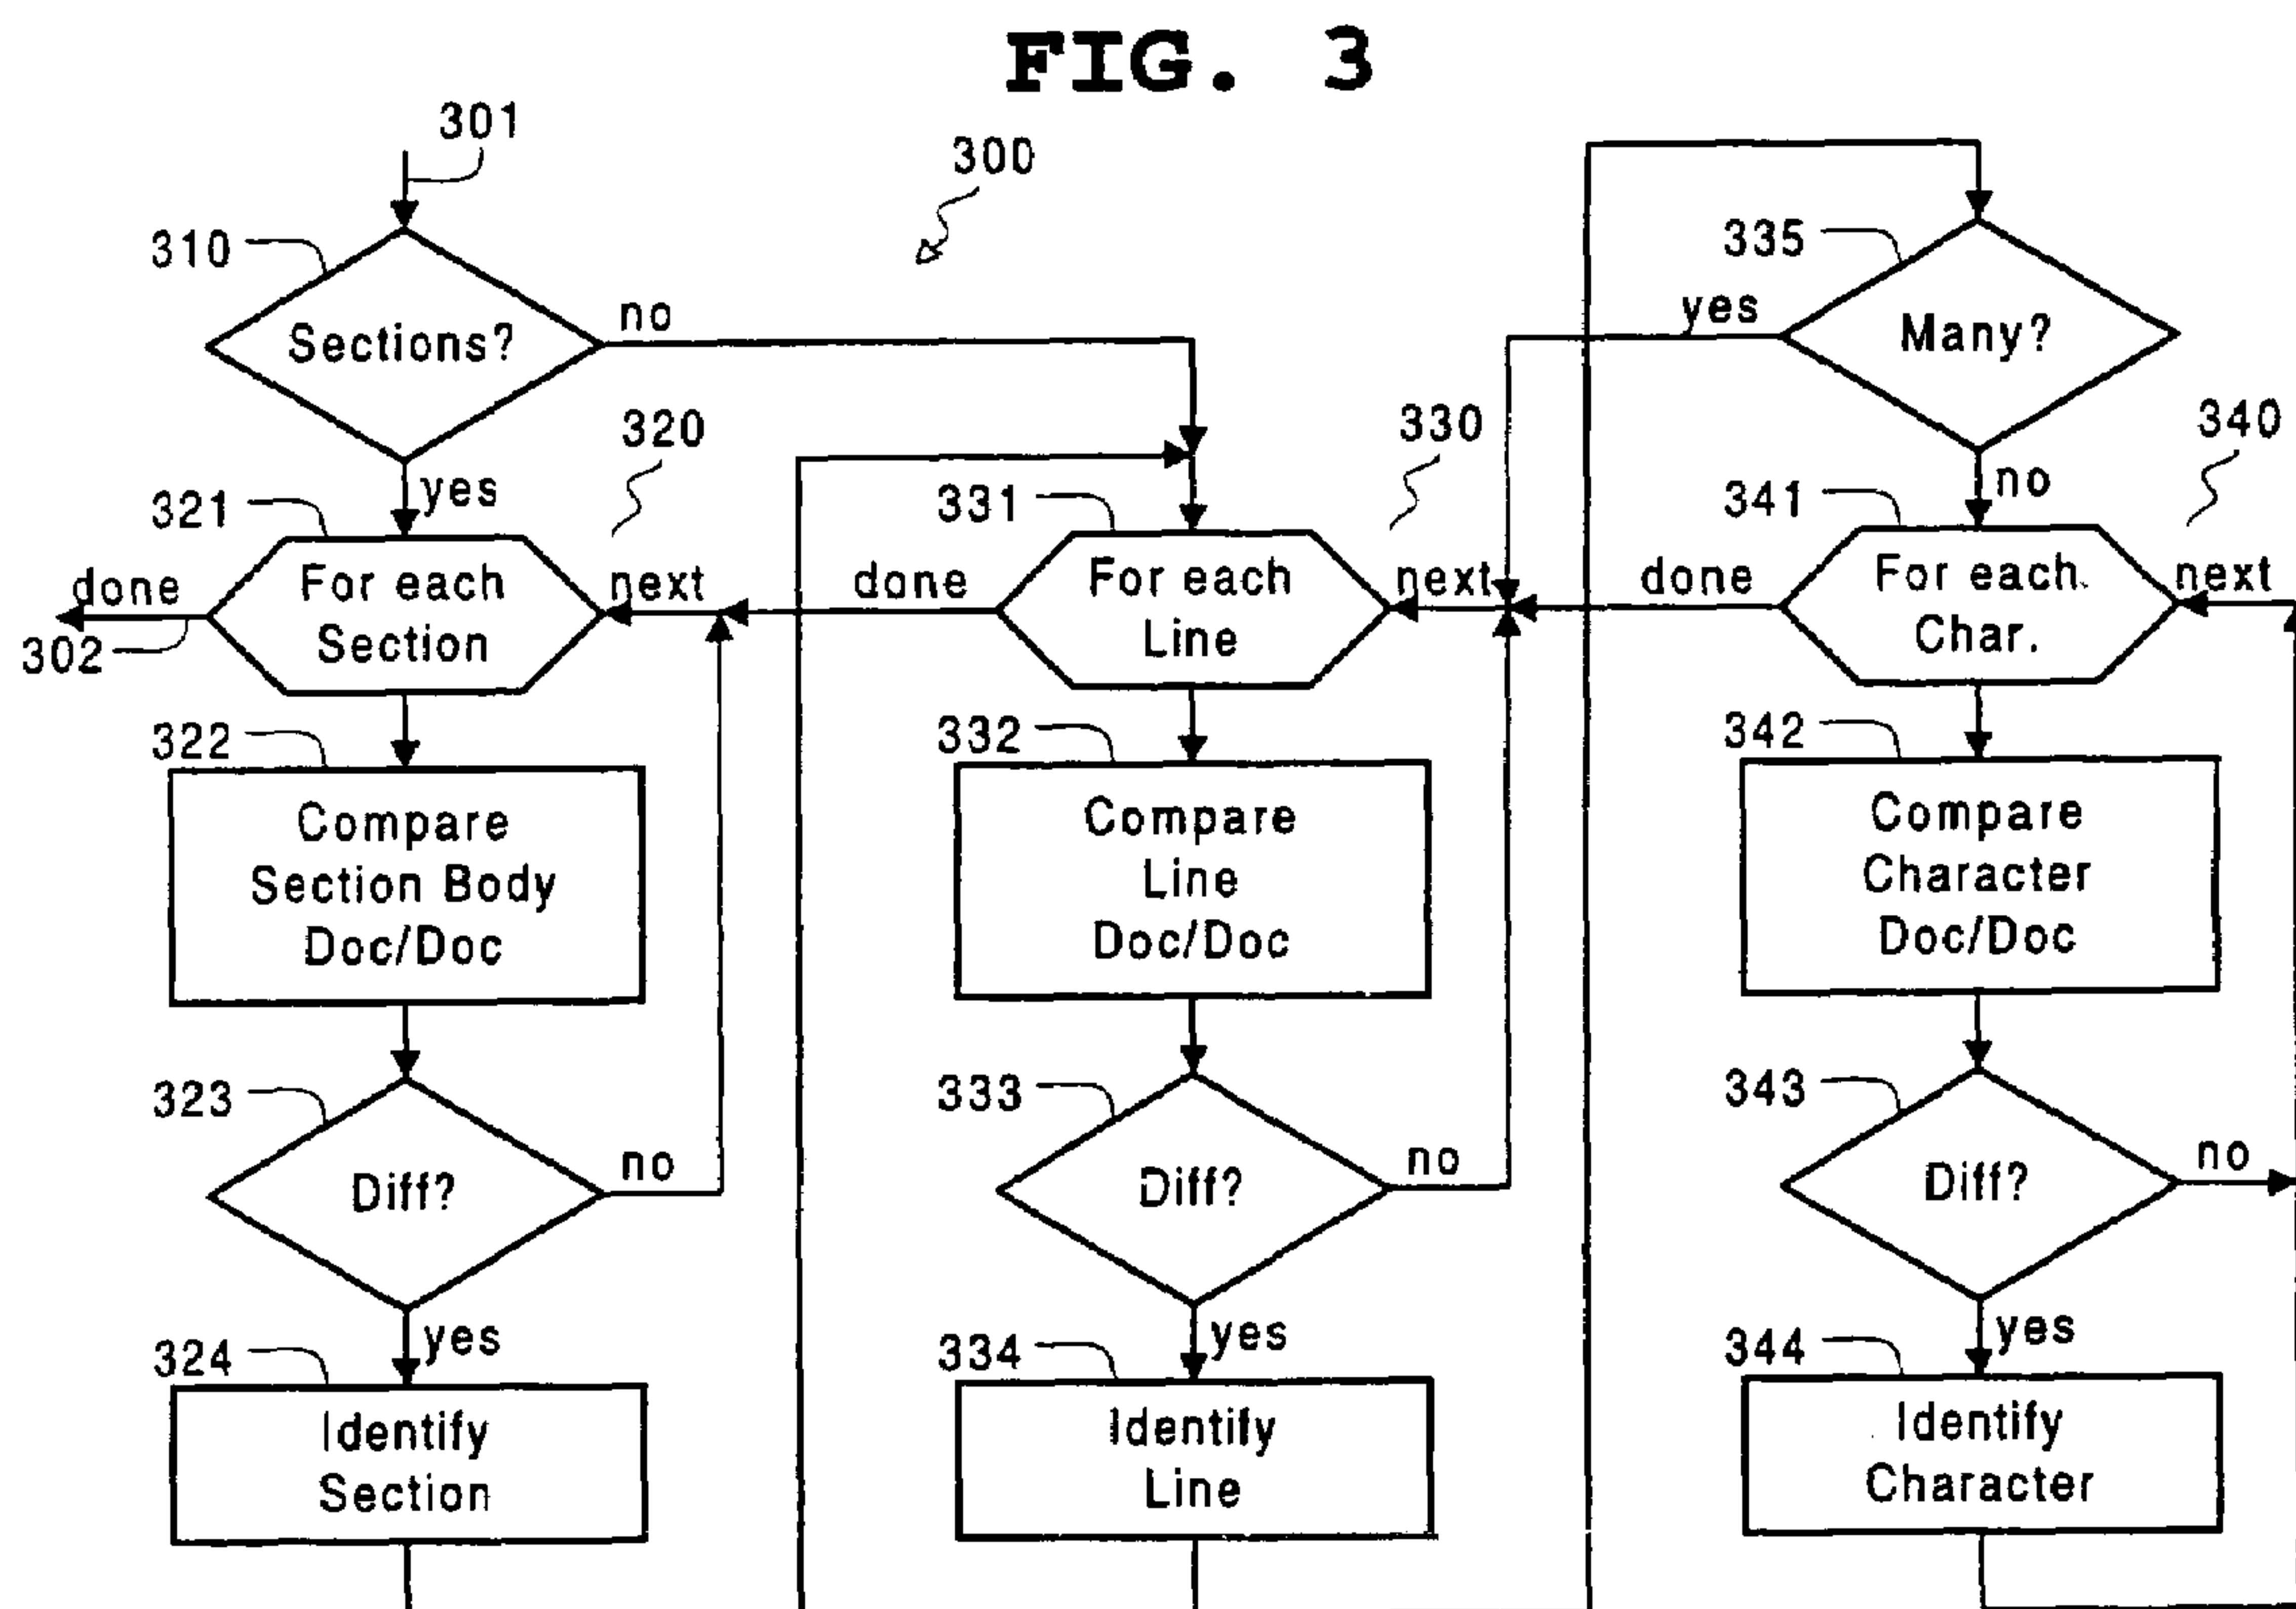 FIG. 3
301
300
310
Sections?
no
yes
335
Many?
yes
no
320
330
340
321
For each
Section
next
done
302
331
For each
Line
next
done
341
For each
Char.
next
done
322
Compare
Section Body
Doc/Doc
332
Compare
Line
Doc/Doc
342
Compare
Character
Doc/Doc
323
Diff?
no
yes
333
Diff?
no
yes
343
Diff?
no
yes
324
Identify
Section
334
Identify
Line
344
Identify
Character